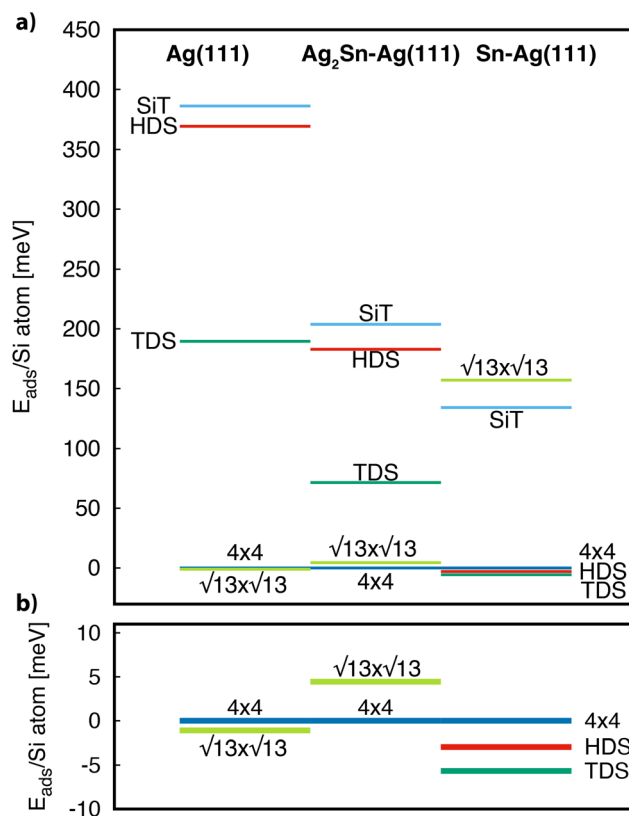 a)
Ag(111) Ag₂Sn-Ag(111) Sn-Ag(111)
E_ads/Si atom [meV]
450
400
350
300
250
200
150
100
50
0
SiT
HDS
TDS
4x4
√13x√13
SiT
HDS
TDS
√13x√13
4x4
√13x√13
SiT
4x4
HDS
TDS
b)
E_ads/Si atom [meV]
10
5
0
-5
-10
4x4
√13x√13
√13x√13
4x4
4x4
HDS
TDS